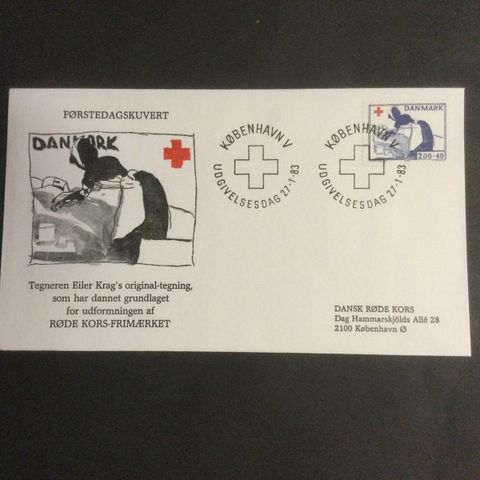 FØRSTEDAGSKUVERT
DANMARK
Tegneren Eiler Krag's original-tegning,
som har dannet grundlaget
for udformningen af
RØDE KORS-FRIMÆRKET
KØBENHAVN V
UDGIVELSESDAG 27-1-83
KØBENHAVN V
UDGIVELSESDAG 27-1-83
DANMARK
2.00+40
DANSK RØDE KORS
Dag Hammarskjölds Allé 28
2100 København Ø